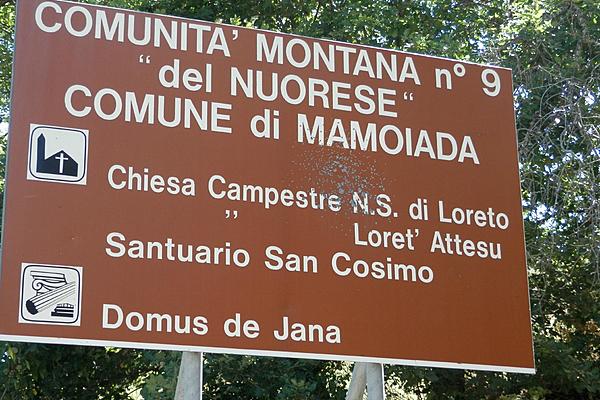 COMUNITA' MONTANA n° 9
"del NUORESE"
COMUNE di MAMOIADA
Chiesa Campestre N.S. di Loreto
" Loret' Attesu
Santuario San Cosimo
Domus de Jana